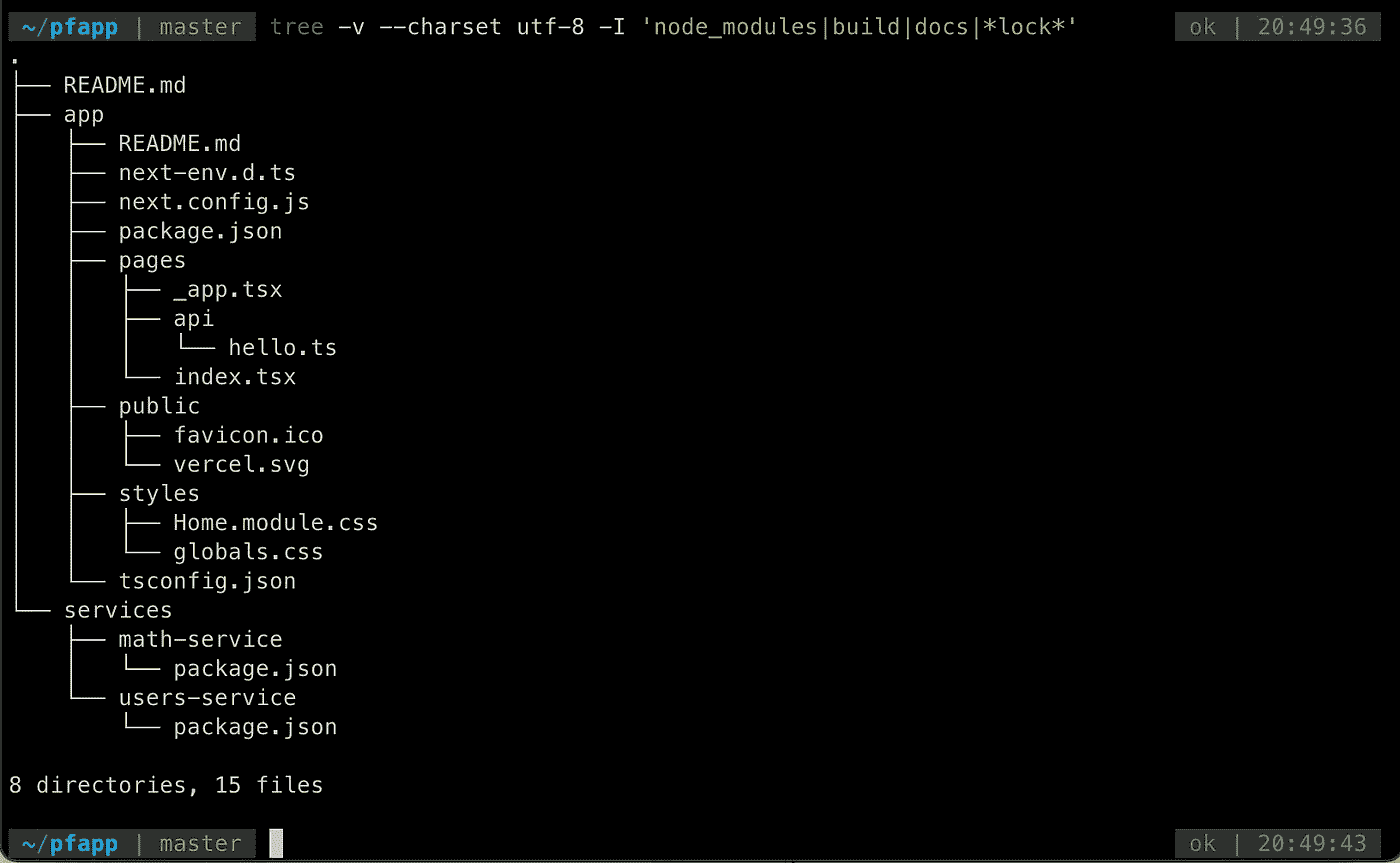 ~/pfapp | master tree -v --charset utf-8 -I 'node_modules|build|docs|*lock*' ok | 20:49:36
.
├── README.md
├── app
│   ├── README.md
│   ├── next-env.d.ts
│   ├── next.config.js
│   ├── package.json
│   ├── pages
│   │   ├── _app.tsx
│   │   ├── api
│   │   │   └── hello.ts
│   │   └── index.tsx
│   ├── public
│   │   ├── favicon.ico
│   │   └── vercel.svg
│   ├── styles
│   │   ├── Home.module.css
│   │   └── globals.css
│   └── tsconfig.json
└── services
    ├── math-service
    │   └── package.json
    └── users-service
        └── package.json

8 directories, 15 files

~/pfapp | master ok | 20:49:43